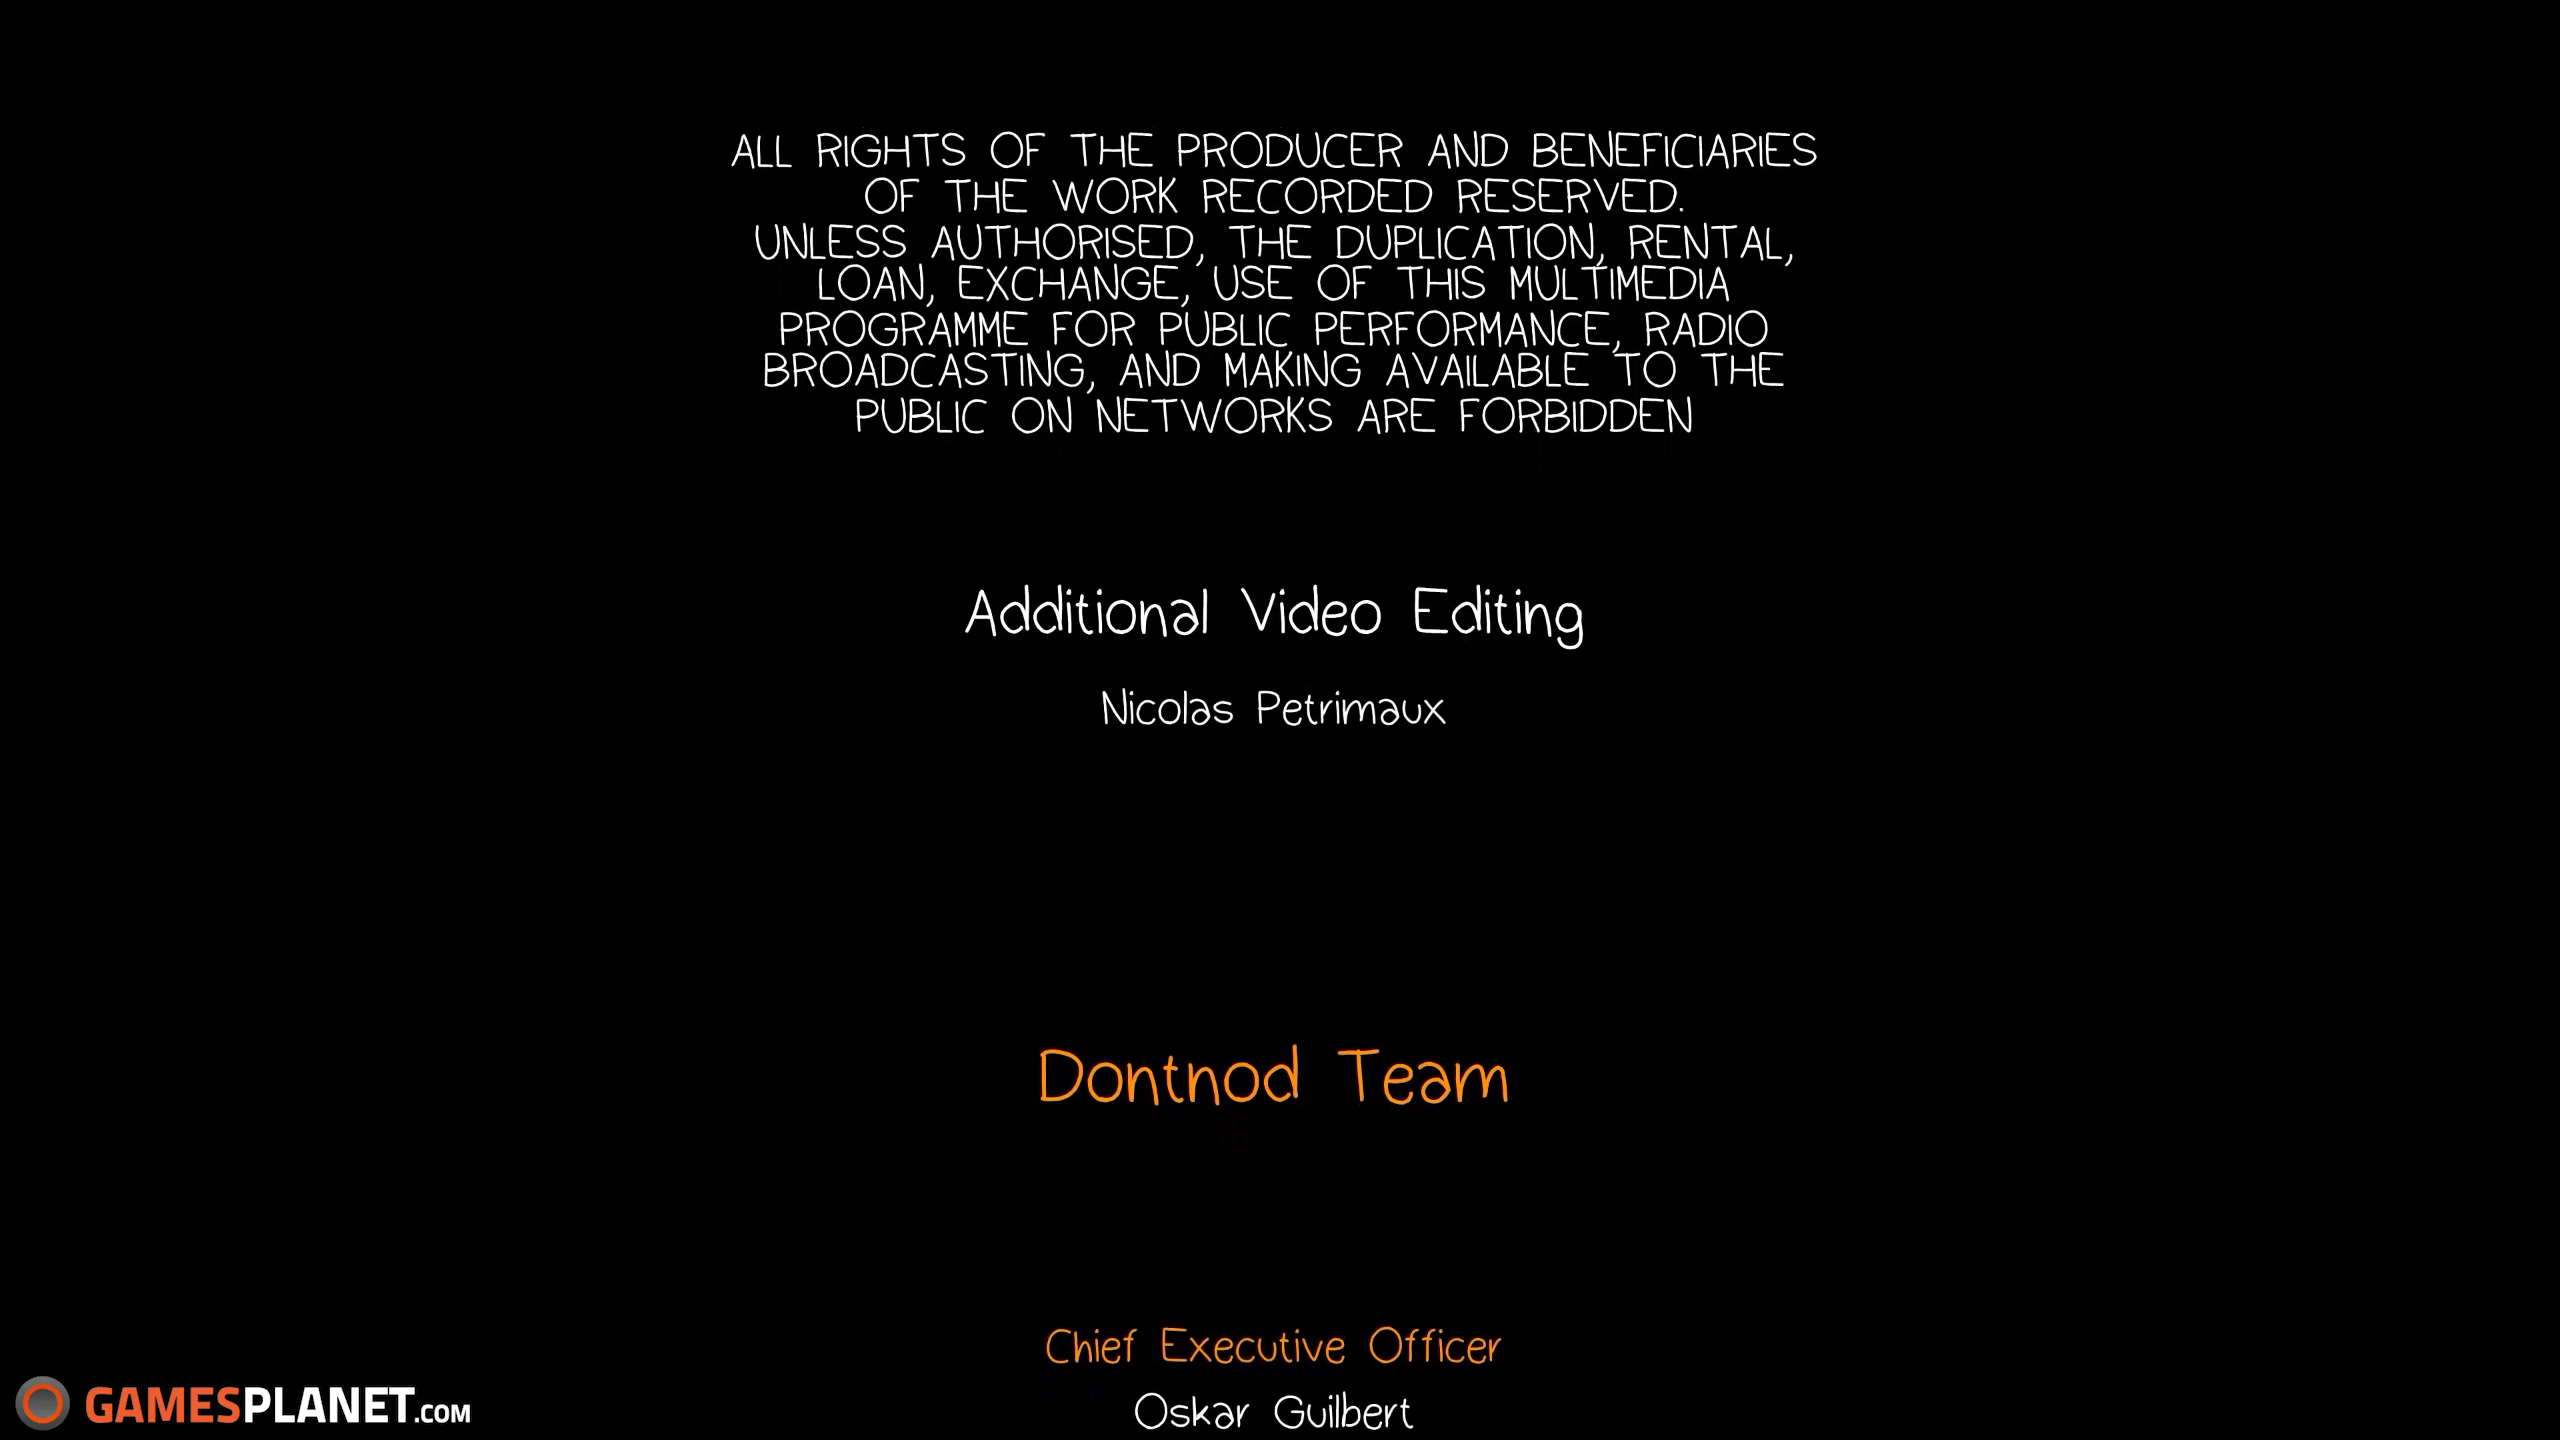 ALL RIGHTS OF THE PRODUCER AND BENEFICIARIES
OF THE WORK RECORDED RESERVED.
UNLESS AUTHORISED, THE DUPLICATION, RENTAL,
LOAN, EXCHANGE, USE OF THIS MULTIMEDIA
PROGRAMME FOR PUBLIC PERFORMANCE, RADIO
BROADCASTING, AND MAKING AVAILABLE TO THE
PUBLIC ON NETWORKS ARE FORBIDDEN
Additional Video Editing
Nicolas Petrimaux
Dontnod Team
Chief Executive Officer
Oskar Guilbert
GAMESPLANET.COM